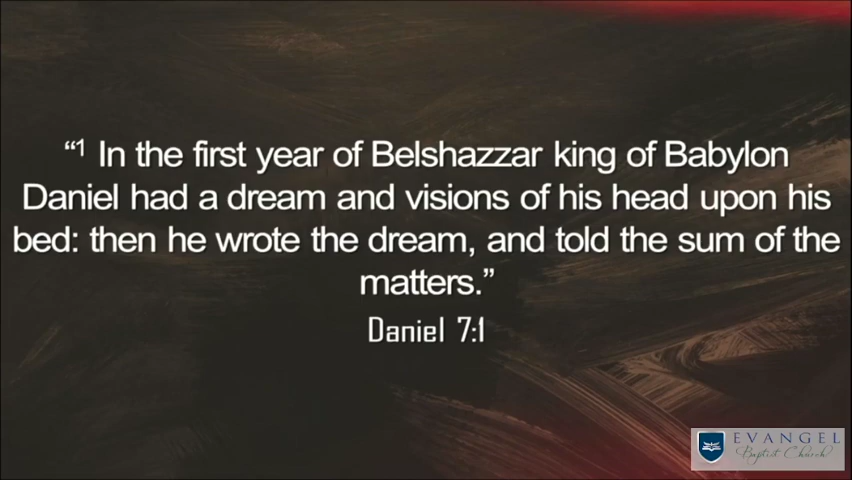 “¹ In the first year of Belshazzar king of Babylon
Daniel had a dream and visions of his head upon his
bed: then he wrote the dream, and told the sum of the
matters.”
Daniel 7:1
EVANGEL
Baptist Church